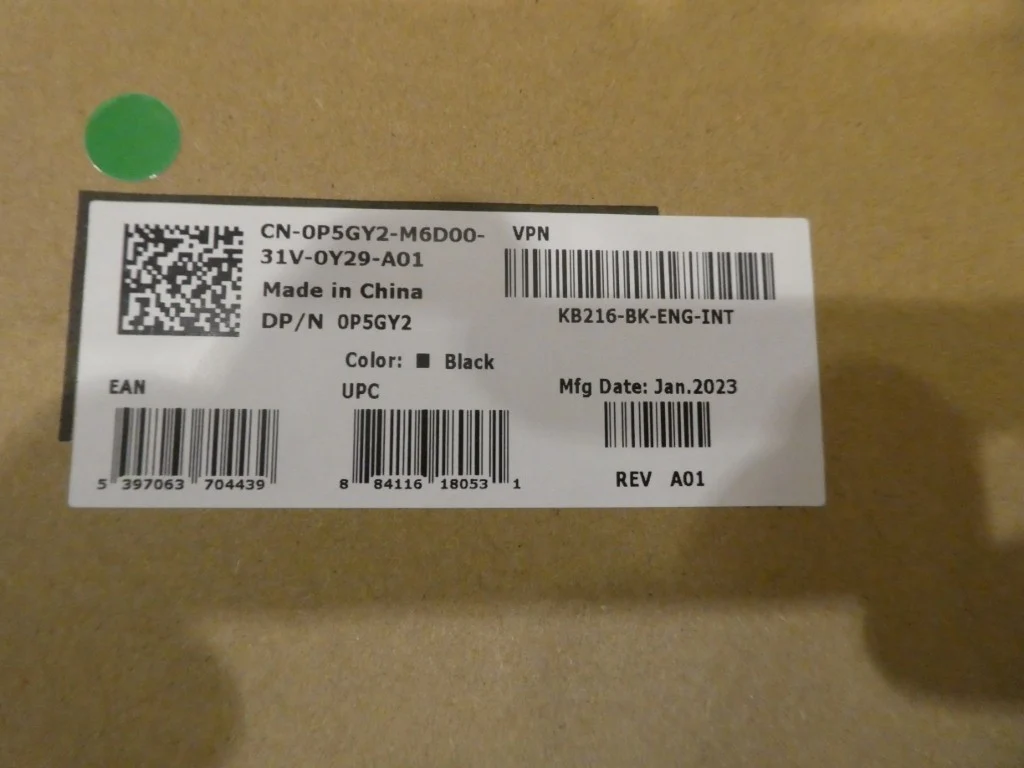 CN-0P5GY2-M6D00-
31V-0Y29-A01
Made in China
DP/N 0P5GY2
VPN
KB216-BK-ENG-INT
Color: ■ Black
EAN
5 397063 704439
UPC
8 84116 18053 1
Mfg Date: Jan.2023
REV A01